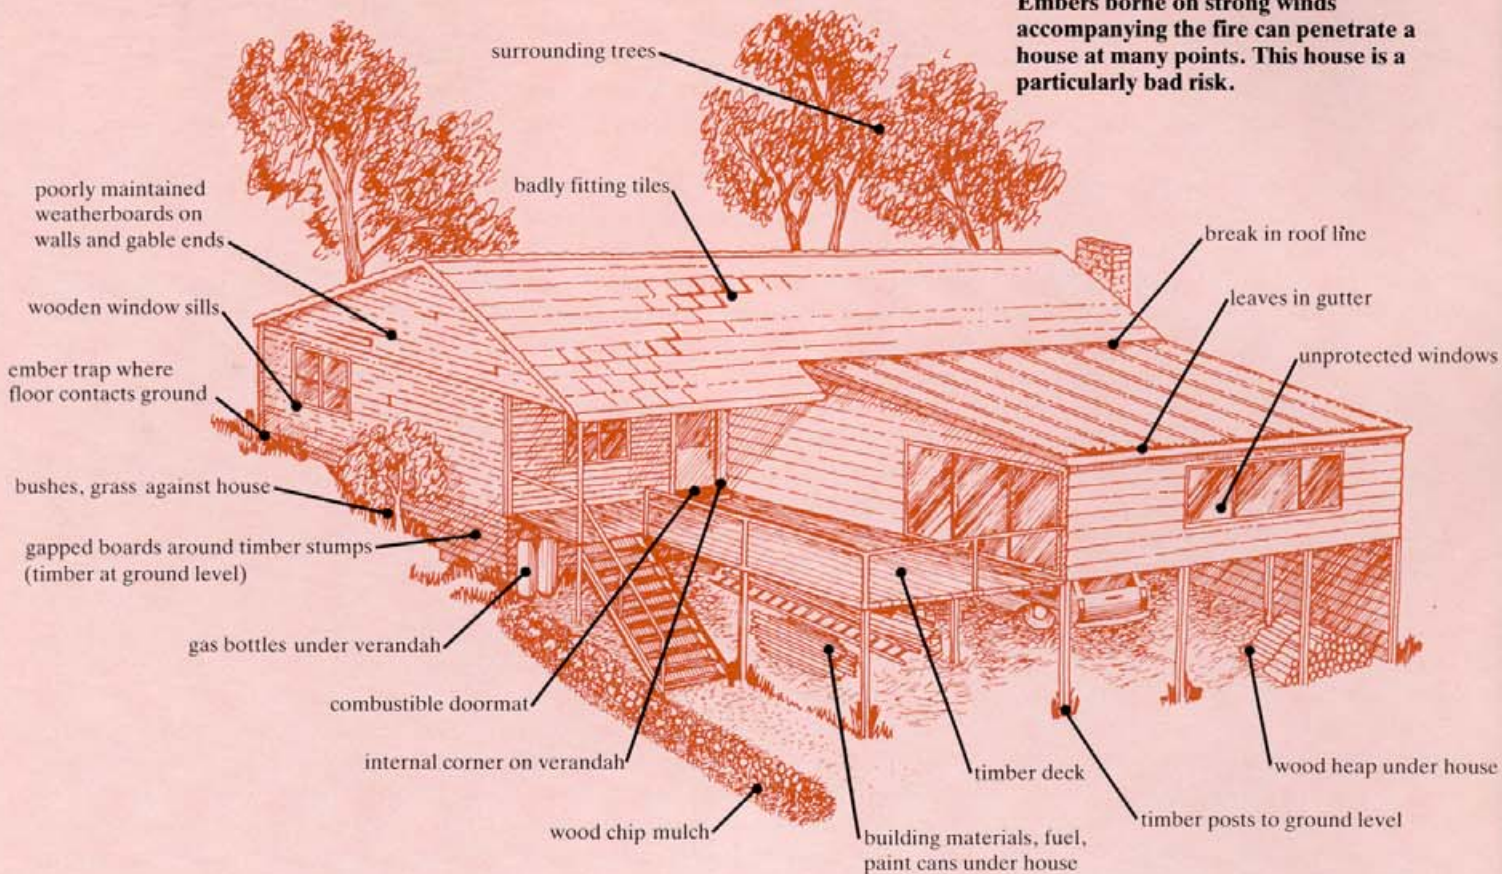 Embers borne on strong winds
accompanying the fire can penetrate a
house at many points. This house is a
particularly bad risk.
surrounding trees
poorly maintained
weatherboards on
walls and gable ends
badly fitting tiles
break in roof line
wooden window sills
leaves in gutter
ember trap where
floor contacts ground
unprotected windows
bushes, grass against house
gapped boards around timber stumps
(timber at ground level)
gas bottles under verandah
combustible doormat
internal corner on verandah
timber deck
wood heap under house
wood chip mulch
building materials, fuel,
paint cans under house
timber posts to ground level